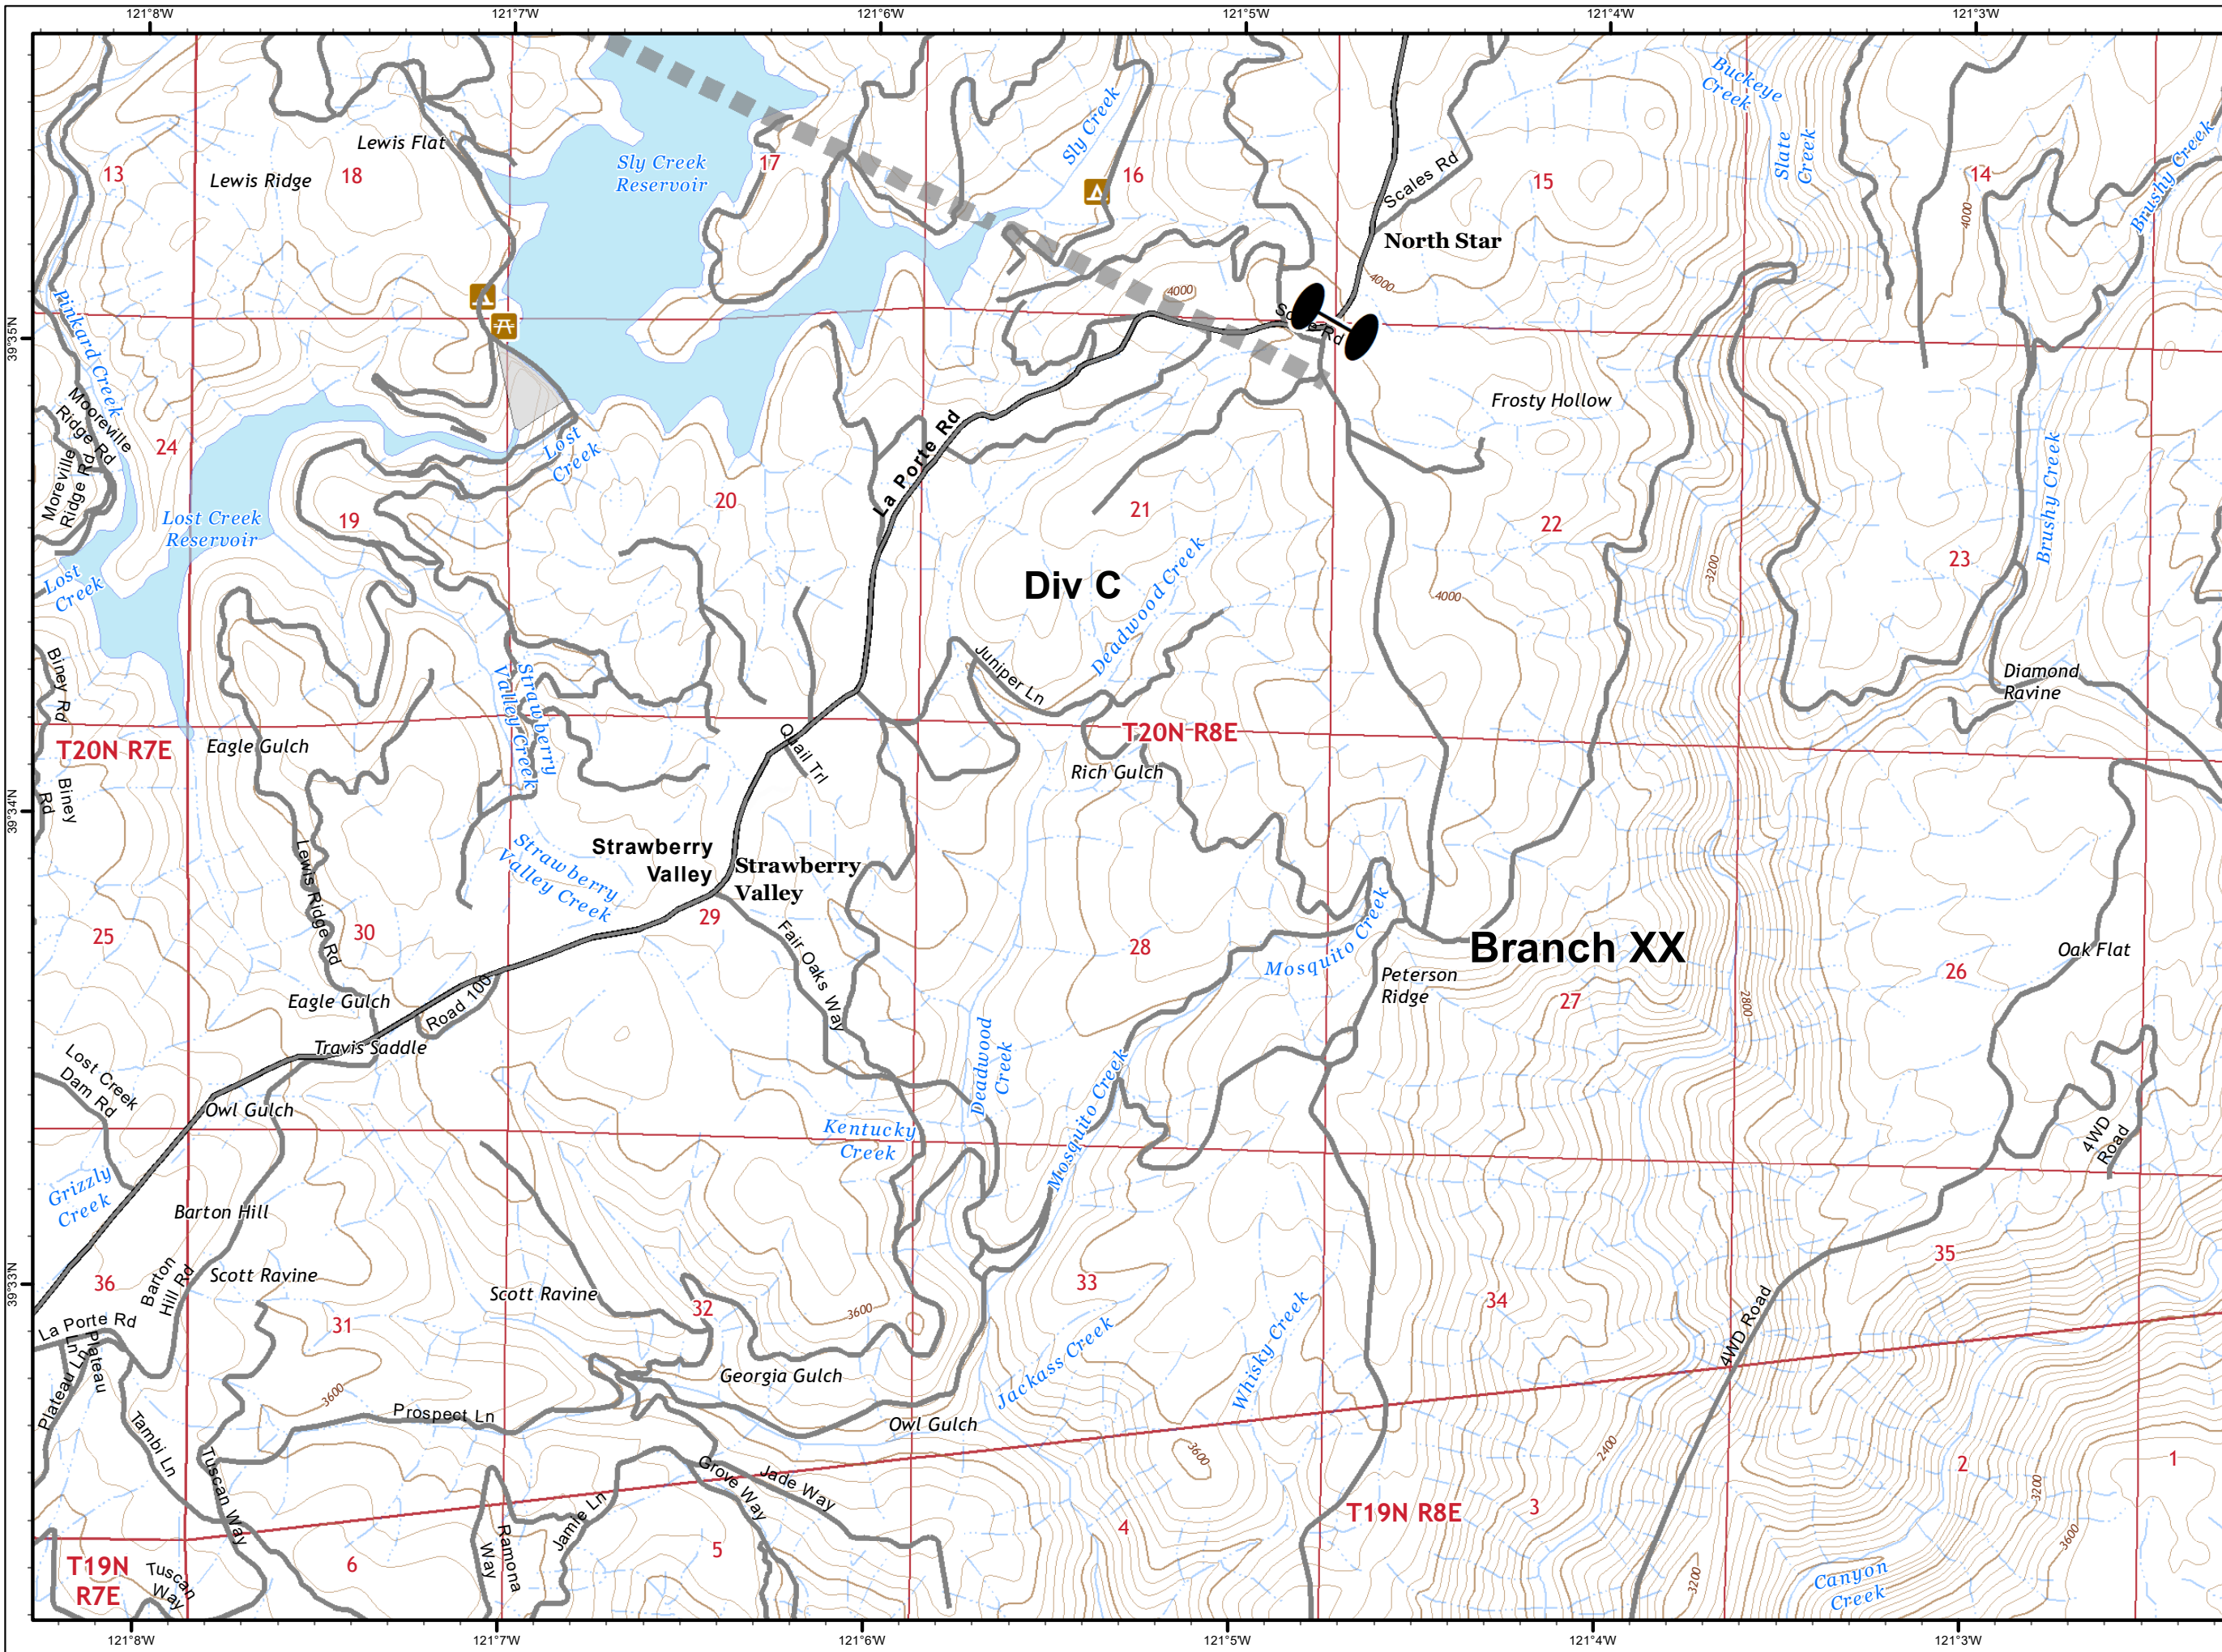 121°8'W
121°7'W
121°6'W
121°5'W
121°4'W
121°3'W
39°35'N
39°34'N
39°33'N
Buckeye
Creek
Slate
Creek
Lewis Flat
Lewis Ridge
13
18
Sly Creek
Reservoir
17
Sly Creek
16
Scales Rd
15
14
4000
Brushy Creek
North Star
4000
4000
Pinkard Creek
Mooreville
Ridge Rd
Moreville
Ridge Rd
24
Lost
Creek
La Porte Rd
Frosty Hollow
Lost Creek
Reservoir
19
20
21
22
Brushy Creek
23
3200
4000
Lost
Creek
Div C
Deadwood Creek
Juniper Ln
Diamond
Ravine
Biney Rd
Strawberry
Valley Creek
T20N R7E
Eagle Gulch
Quail Trl
T20N R8E
Rich Gulch
Biney
Rd
Lewis Ridge Rd
Strawberry
Valley Creek
Strawberry
Valley
Strawberry
Valley
29
25
30
Fair Oaks Way
28
Mosquito Creek
Branch XX
Peterson
Ridge
27
2800
26
Oak Flat
Eagle Gulch
Road 100
Travis Saddle
Lost Creek
Dam Rd
Owl Gulch
Deadwood
Creek
Mosquito Creek
Kentucky
Creek
4WD
Road
Grizzly
Creek
Barton Hill
Barton
Hill Rd
Scott Ravine
Scott Ravine
36
31
32
3600
33
34
35
Jackass Creek
Whisky Creek
4WD Road
La Porte Rd
Plateau
Ln
Plateau Ln
3600
Georgia Gulch
Prospect Ln
Owl Gulch
Tambi Ln
Tuscan Way
Grove Way
Jade Way
3600
2400
2
1
3200
T19N R8E
3
4
5
6
Jamie Ln
Ramona
Way
T19N
R7E
Tuscan
Way
3200
3600
Canyon
Creek
121°8'W
121°7'W
121°6'W
121°5'W
121°4'W
121°3'W